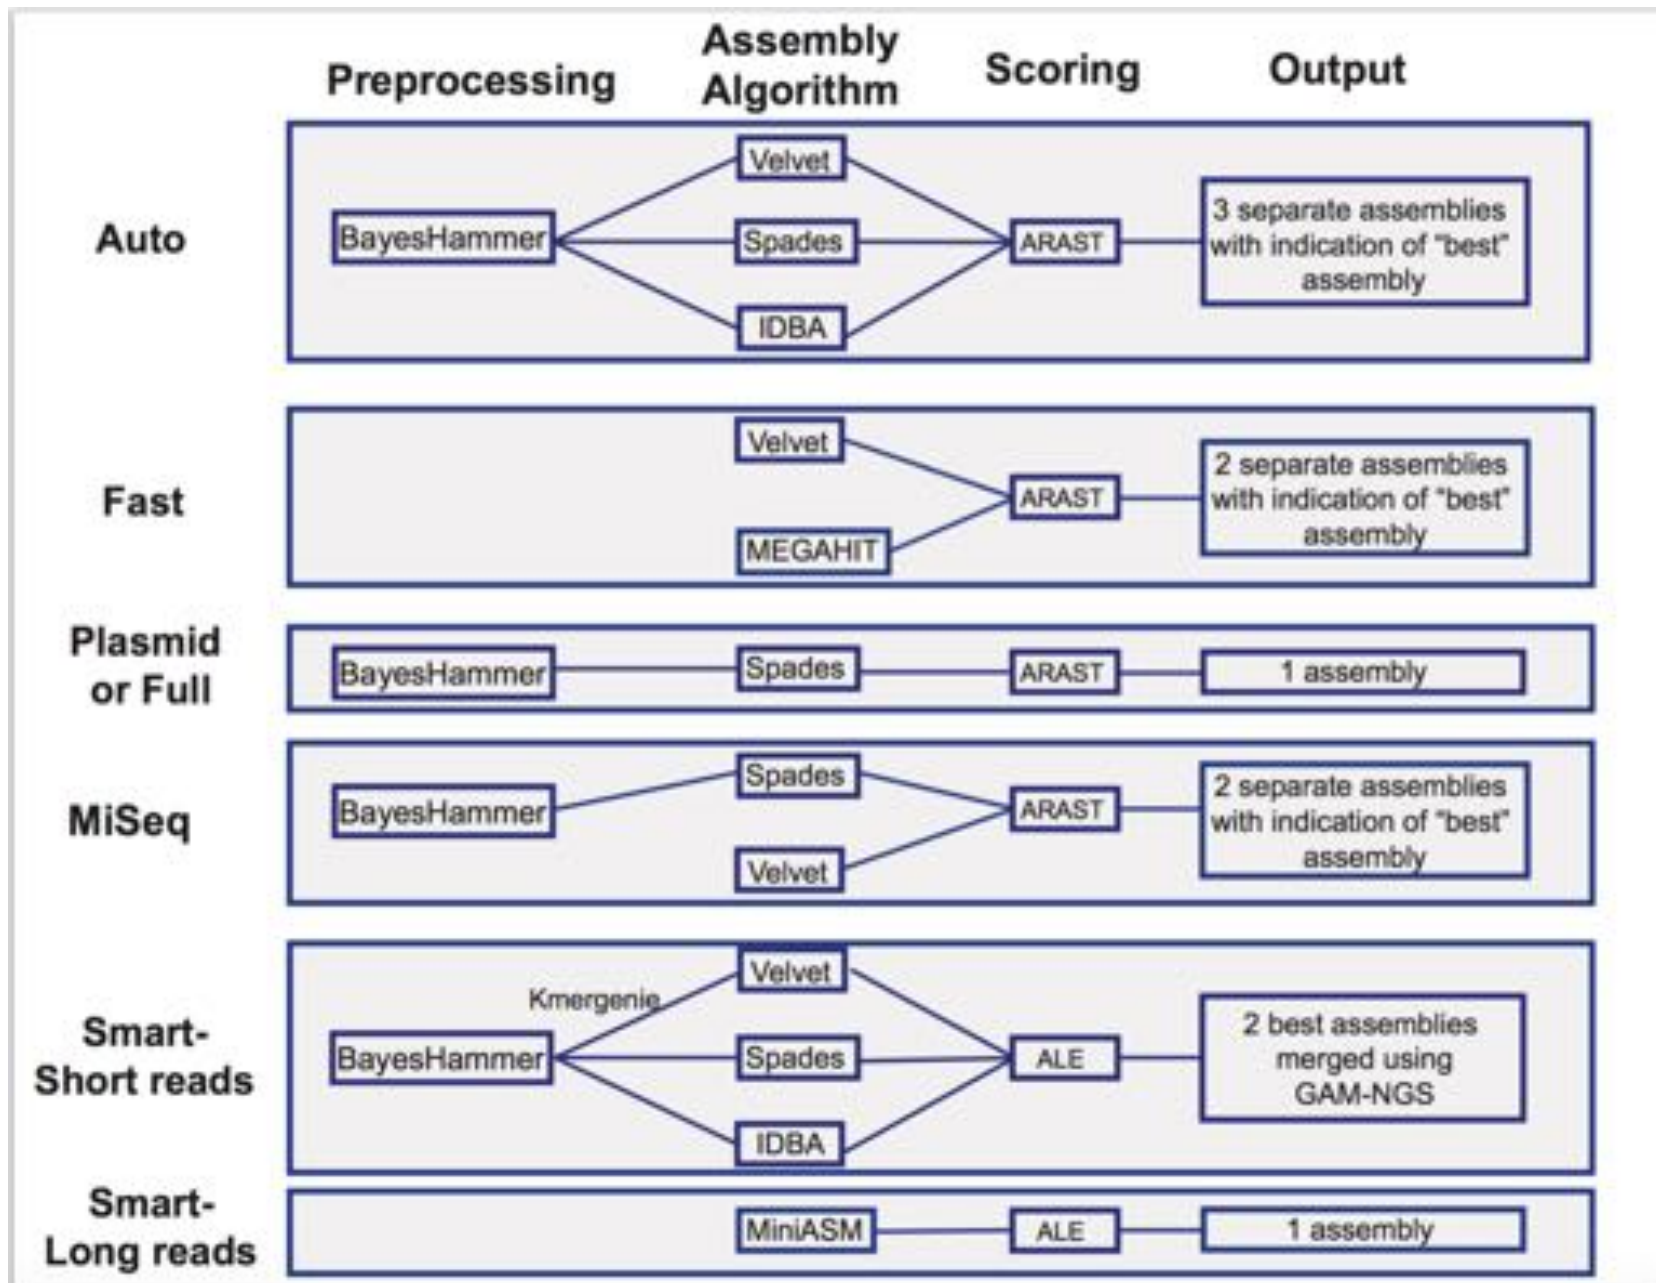 Preprocessing
Assembly
Algorithm
Scoring
Output
Auto
BayesHammer
Velvet
Spades
IDBA
ARAST
3 separate assemblies
with indication of "best"
assembly
Fast
Velvet
MEGAHIT
ARAST
2 separate assemblies
with indication of "best"
assembly
Plasmid
or Full
BayesHammer
Spades
ARAST
1 assembly
MiSeq
BayesHammer
Spades
Velvet
ARAST
2 separate assemblies
with indication of "best"
assembly
Smart-
Short reads
BayesHammer
Kmergenie
Velvet
Spades
IDBA
ALE
2 best assemblies
merged using
GAM-NGS
Smart-
Long reads
MiniASM
ALE
1 assembly